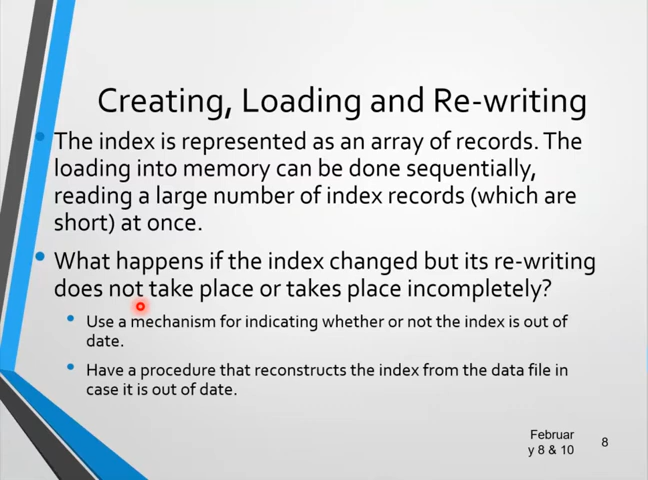 Creating, Loading and Re-writing
The index is represented as an array of records. The
loading into memory can be done sequentially,
reading a large number of index records (which are
short) at once.
What happens if the index changed but its re-writing
does not take place or takes place incompletely?
Use a mechanism for indicating whether or not the index is out of
date.
Have a procedure that reconstructs the index from the data file in
case it is out of date.
Februar
y 8 & 10
8